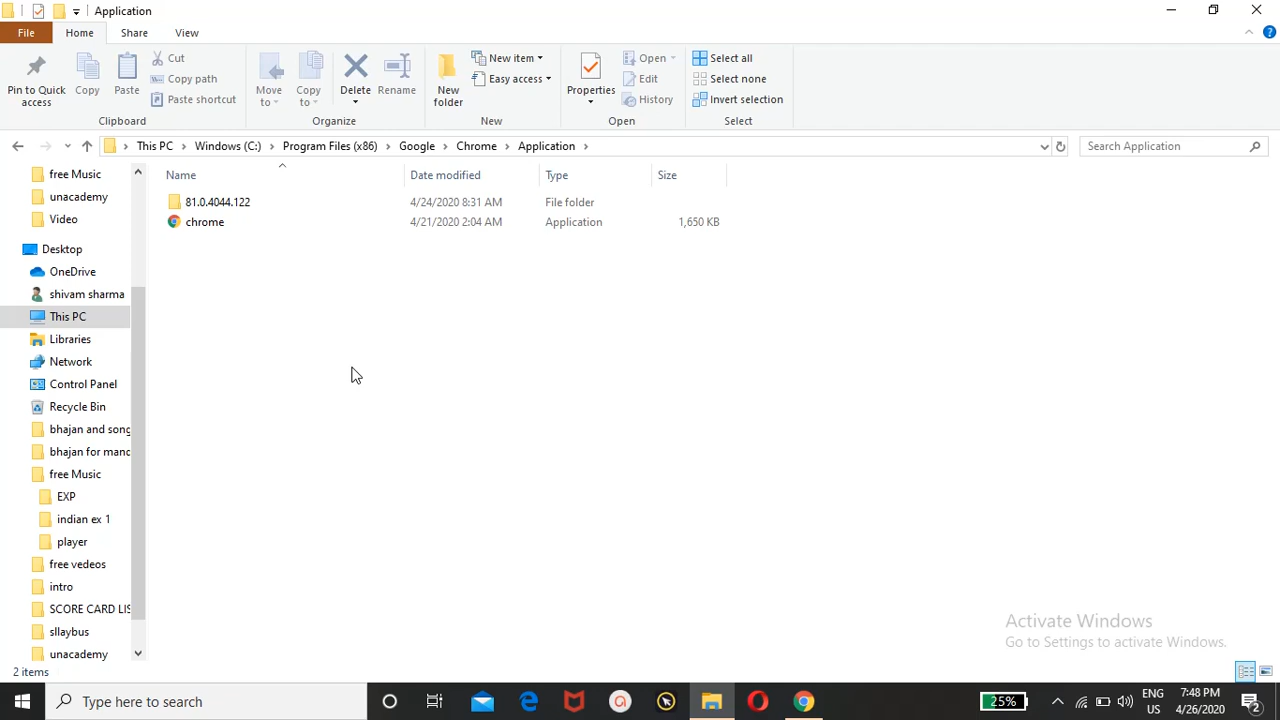 Application
File Home Share View
Pin to Quick access
Copy
Paste
Cut
Copy path
Paste shortcut
Clipboard
Move to
Copy to
Delete
Rename
Organize
New folder
New item
Easy access
New
Properties
Open
Edit
History
Open
Select all
Select none
Invert selection
Select
This PC > Windows (C:) > Program Files (x86) > Google > Chrome > Application >
Search Application
Name Date modified Type Size
81.0.4044.122 4/24/2020 8:31 AM File folder
chrome 4/21/2020 2:04 AM Application 1,650 KB
free Music
unacademy
Video
Desktop
OneDrive
shivam sharma
This PC
Libraries
Network
Control Panel
Recycle Bin
bhajan and song
bhajan for mand
free Music
EXP
indian ex 1
player
free vedeos
intro
SCORE CARD LIS
sllaybus
unacademy
Activate Windows
Go to Settings to activate Windows.
2 items
Type here to search
25%
ENG
US
7:48 PM
4/26/2020
2